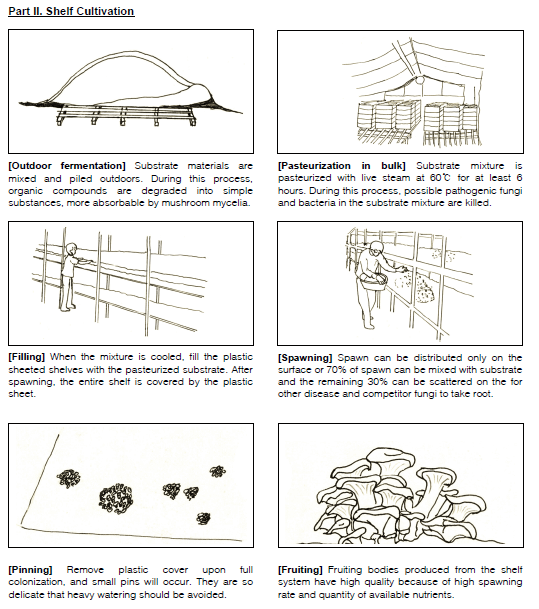 Part II. Shelf Cultivation
[Outdoor fermentation] Substrate materials are
mixed and piled outdoors. During this process,
organic compounds are degraded into simple
substances, more absorbable by mushroom mycelia.
[Pasteurization in bulk] Substrate mixture is
pasteurized with live steam at 60℃ for at least 6
hours. During this process, possible pathogenic fungi
and bacteria in the substrate mixture are killed.
[Filling] When the mixture is cooled, fill the plastic
sheeted shelves with the pasteurized substrate. After
spawning, the entire shelf is covered by the plastic
sheet.
[Spawning] Spawn can be distributed only on the
surface or 70% of spawn can be mixed with substrate
and the remaining 30% can be scattered on the for
other disease and competitor fungi to take root.
[Pinning] Remove plastic cover upon full
colonization, and small pins will occur. They are so
delicate that heavy watering should be avoided.
[Fruiting] Fruiting bodies produced from the shelf
system have high quality because of high spawning
rate and quantity of available nutrients.